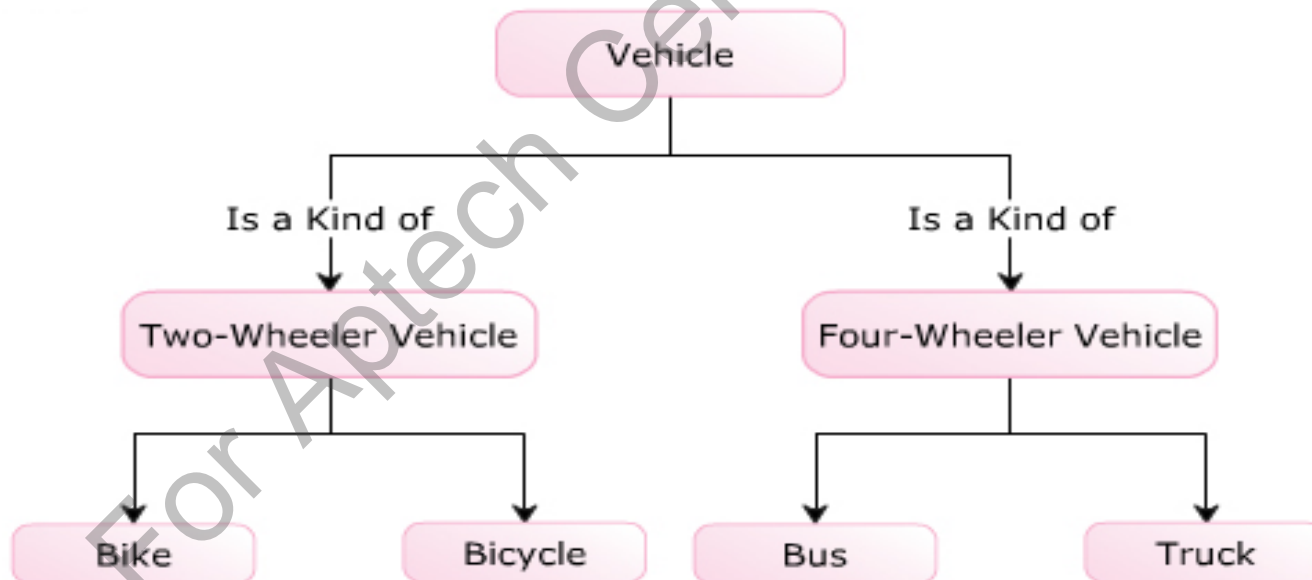 Vehicle
Is a Kind of
Is a Kind of
Two-Wheeler Vehicle
Four-Wheeler Vehicle
Bike
Bicycle
Bus
Truck
For Aptech